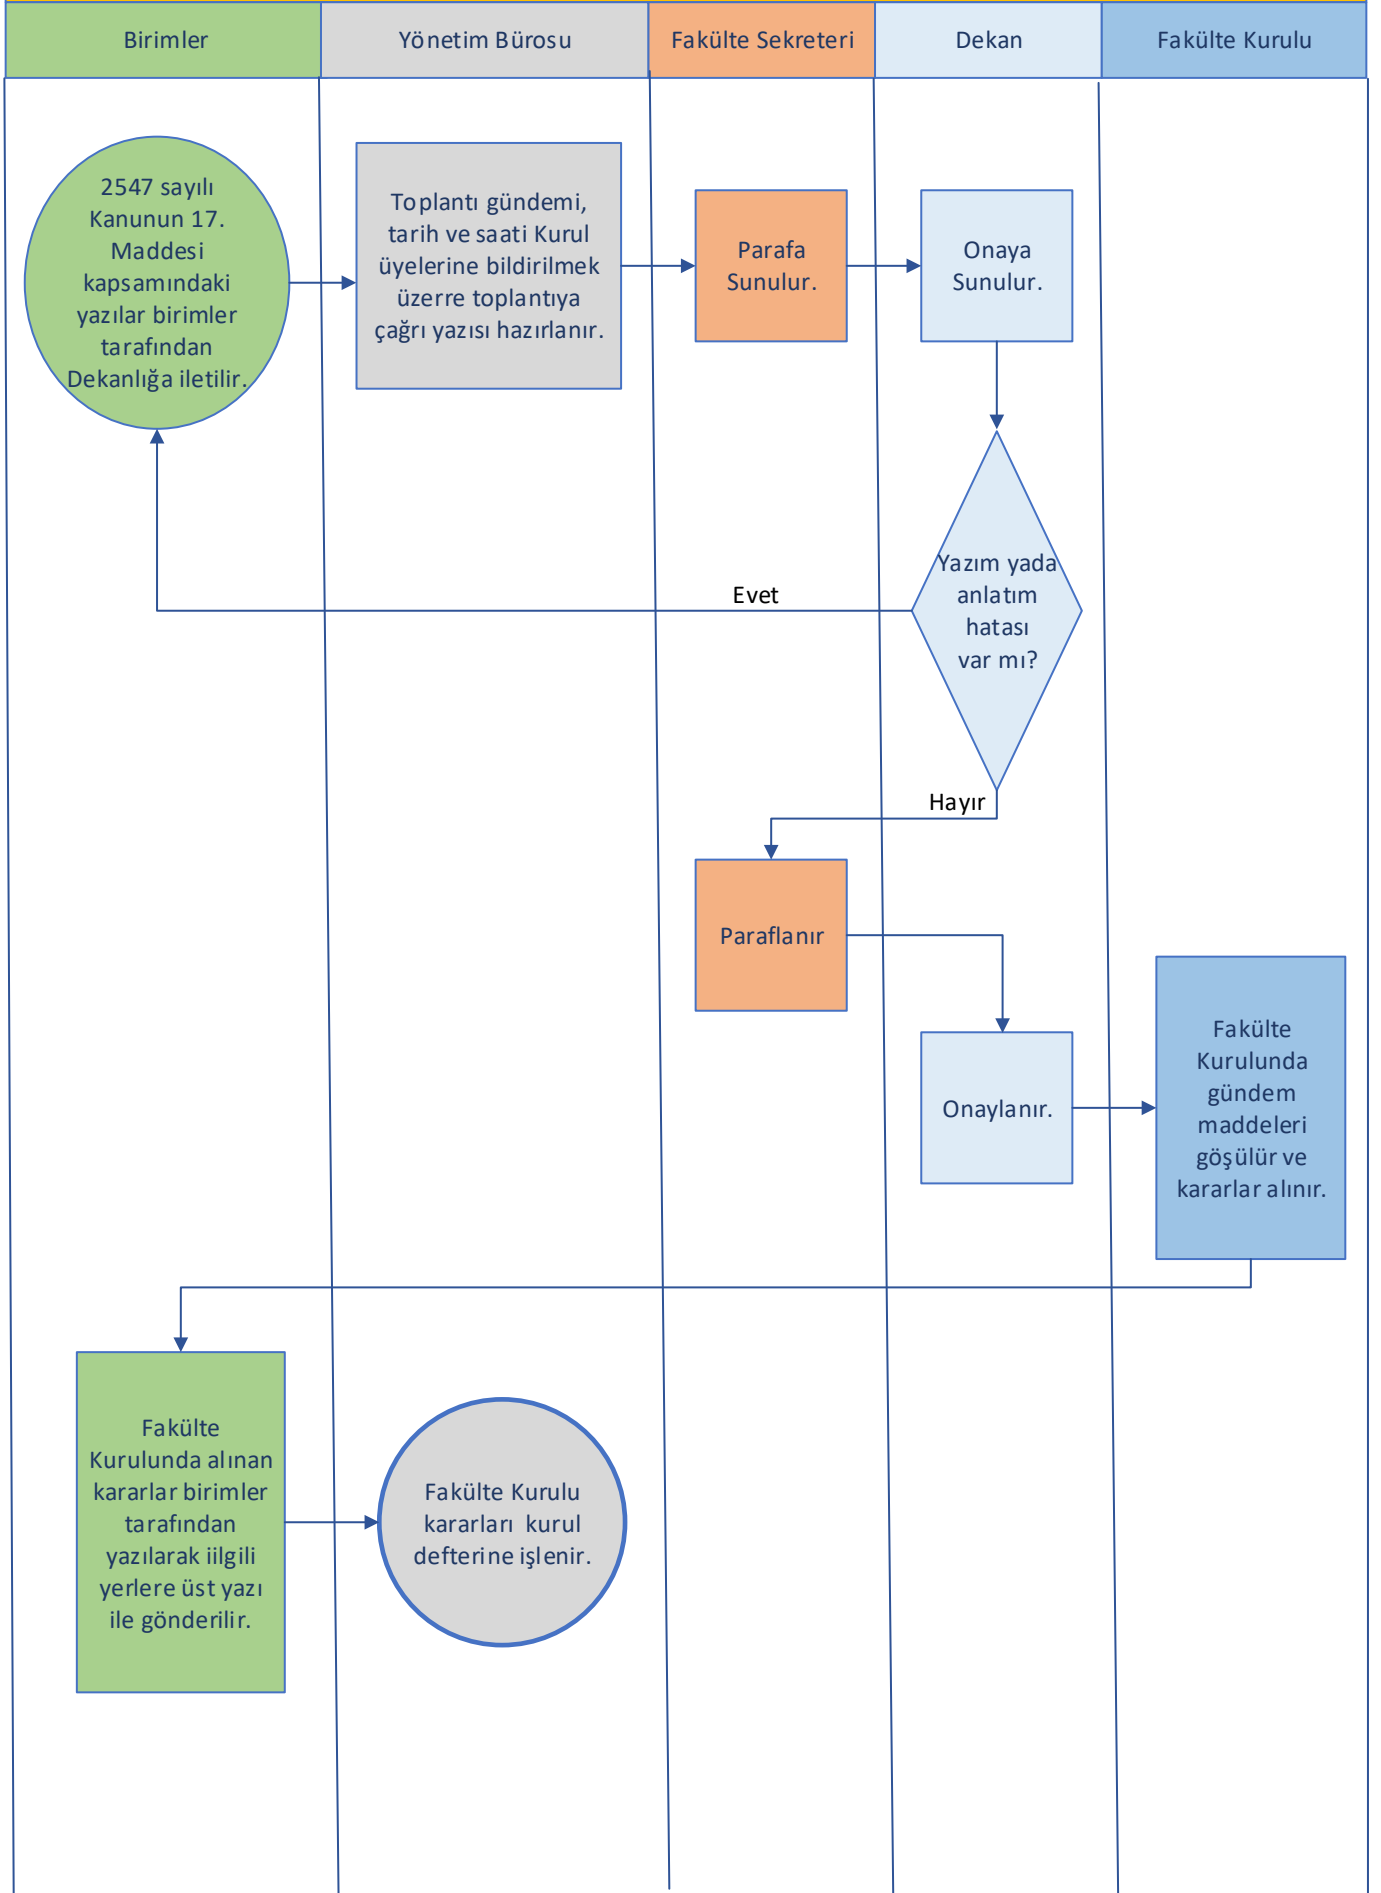 Birimler
Yönetim Bürosu
Fakülte Sekreteri
Dekan
Fakülte Kurulu
2547 sayılı
Kanunun 17.
Maddesi
kapsamındaki
yazılar birimler
tarafından
Dekanlığa iletilir.
Toplantı gündemi,
tarih ve saati Kurul
üyelerine bildirilmek
üzerre toplantıya
çağrı yazısı hazırlanır.
Parafa
Sunulur.
Onaya
Sunulur.
Yazım yada
anlatım
hatası
var mı?
Evet
Hayır
Paraflanır
Onaylanır.
Fakülte
Kurulunda
gündem
maddeleri
göşülür ve
kararlar alınır.
Fakülte
Kurulunda alınan
kararlar birimler
tarafından
yazılarak iilgili
yerlere üst yazı
ile gönderilir.
Fakülte Kurulu
kararları kurul
defterine işlenir.